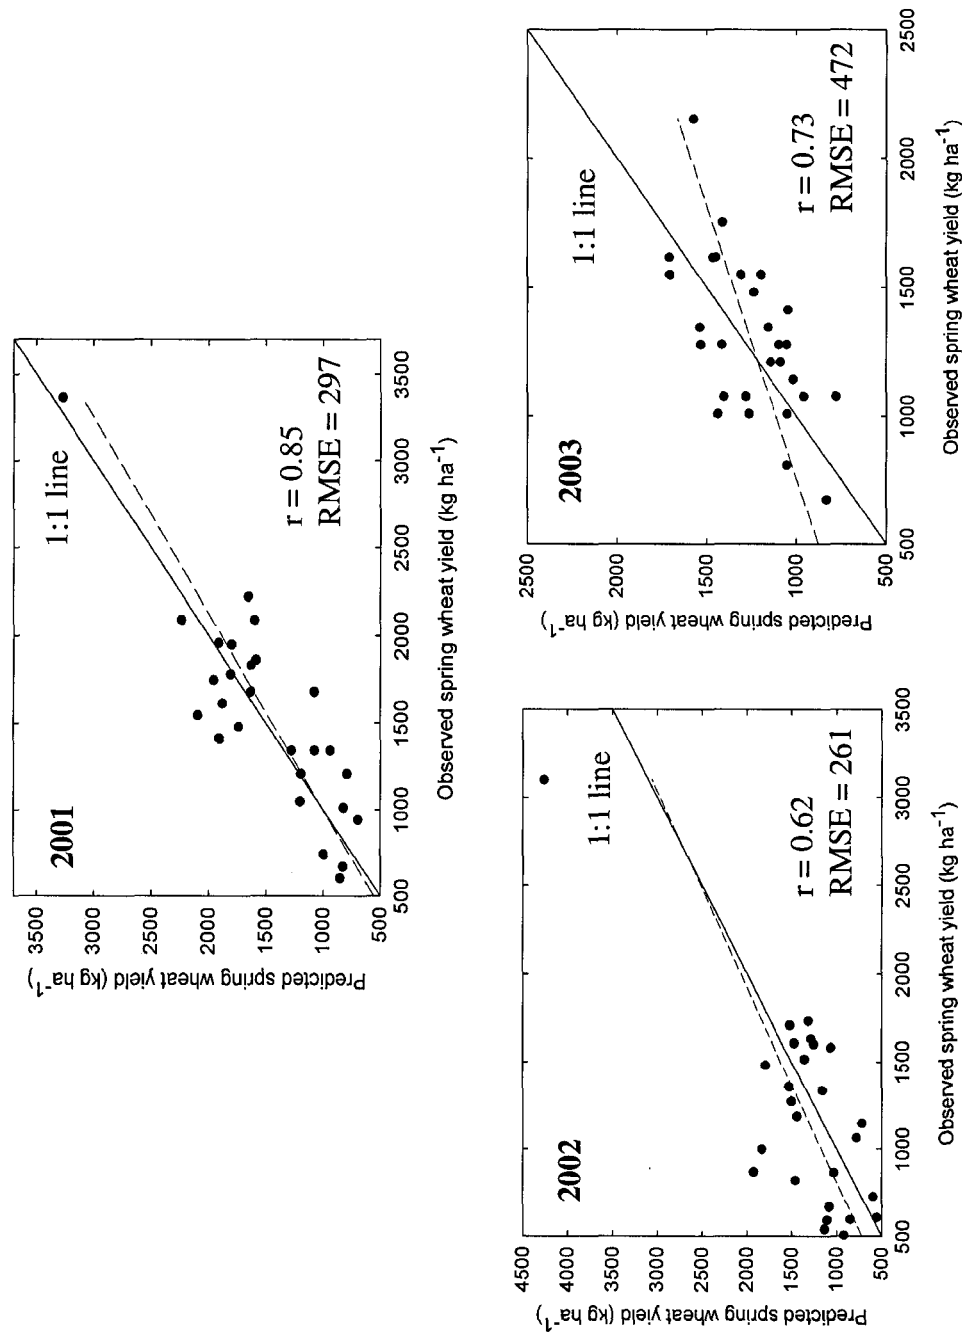 2001
1:1 line
r = 0.85
RMSE = 297
3500
3000
2500
2000
1500
1000
500
500
1000
1500
2000
2500
3000
3500
Predicted spring wheat yield (kg ha⁻¹)
Observed spring wheat yield (kg ha⁻¹)
2002
1:1 line
r = 0.62
RMSE = 261
4500
4000
3500
3000
2500
2000
1500
1000
500
500
1000
1500
2000
2500
3000
3500
Predicted spring wheat yield (kg ha⁻¹)
Observed spring wheat yield (kg ha⁻¹)
2003
1:1 line
r = 0.73
RMSE = 472
2500
2000
1500
1000
500
500
1000
1500
2000
2500
Predicted spring wheat yield (kg ha⁻¹)
Observed spring wheat yield (kg ha⁻¹)